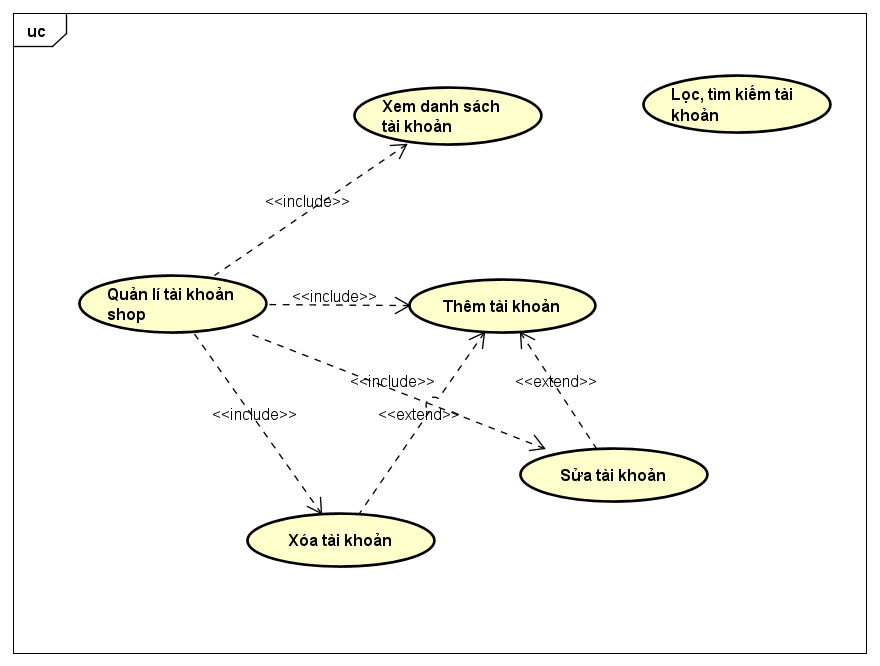 uc
Xem danh sách
tài khoản
Lọc, tìm kiếm tài
khoản
<<include>>
Quản lí tài khoản
shop
<<include>>
Thêm tài khoản
<<include>>
<<extend>>
<<include>>
<<extend>>
Sửa tài khoản
Xóa tài khoản